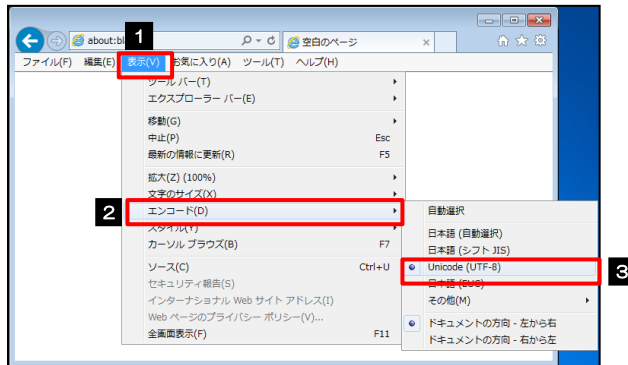 1
about:bl
空白のページ
ファイル(F) 編集(E) 表示(V) お気に入り(A) ツール(T) ヘルプ(H)
ツール バー(T)
エクスプローラー バー(E)
移動(G)
中止(P) Esc
最新の情報に更新(R) F5
拡大(Z) (100%)
文字のサイズ(X)
2
エンコード(D)
スタイル(Y)
カーソル ブラウズ(B) F7
ソース(C) Ctrl+U
セキュリティ報告(S)
インターナショナル Web サイト アドレス(I)
Web ページのプライバシー ポリシー(V)...
全画面表示(F) F11
自動選択
日本語 (自動選択)
日本語 (シフト JIS)
Unicode (UTF-8)
3
日本語 (EUC)
その他(M)
ドキュメントの方向 - 左から右
ドキュメントの方向 - 右から左